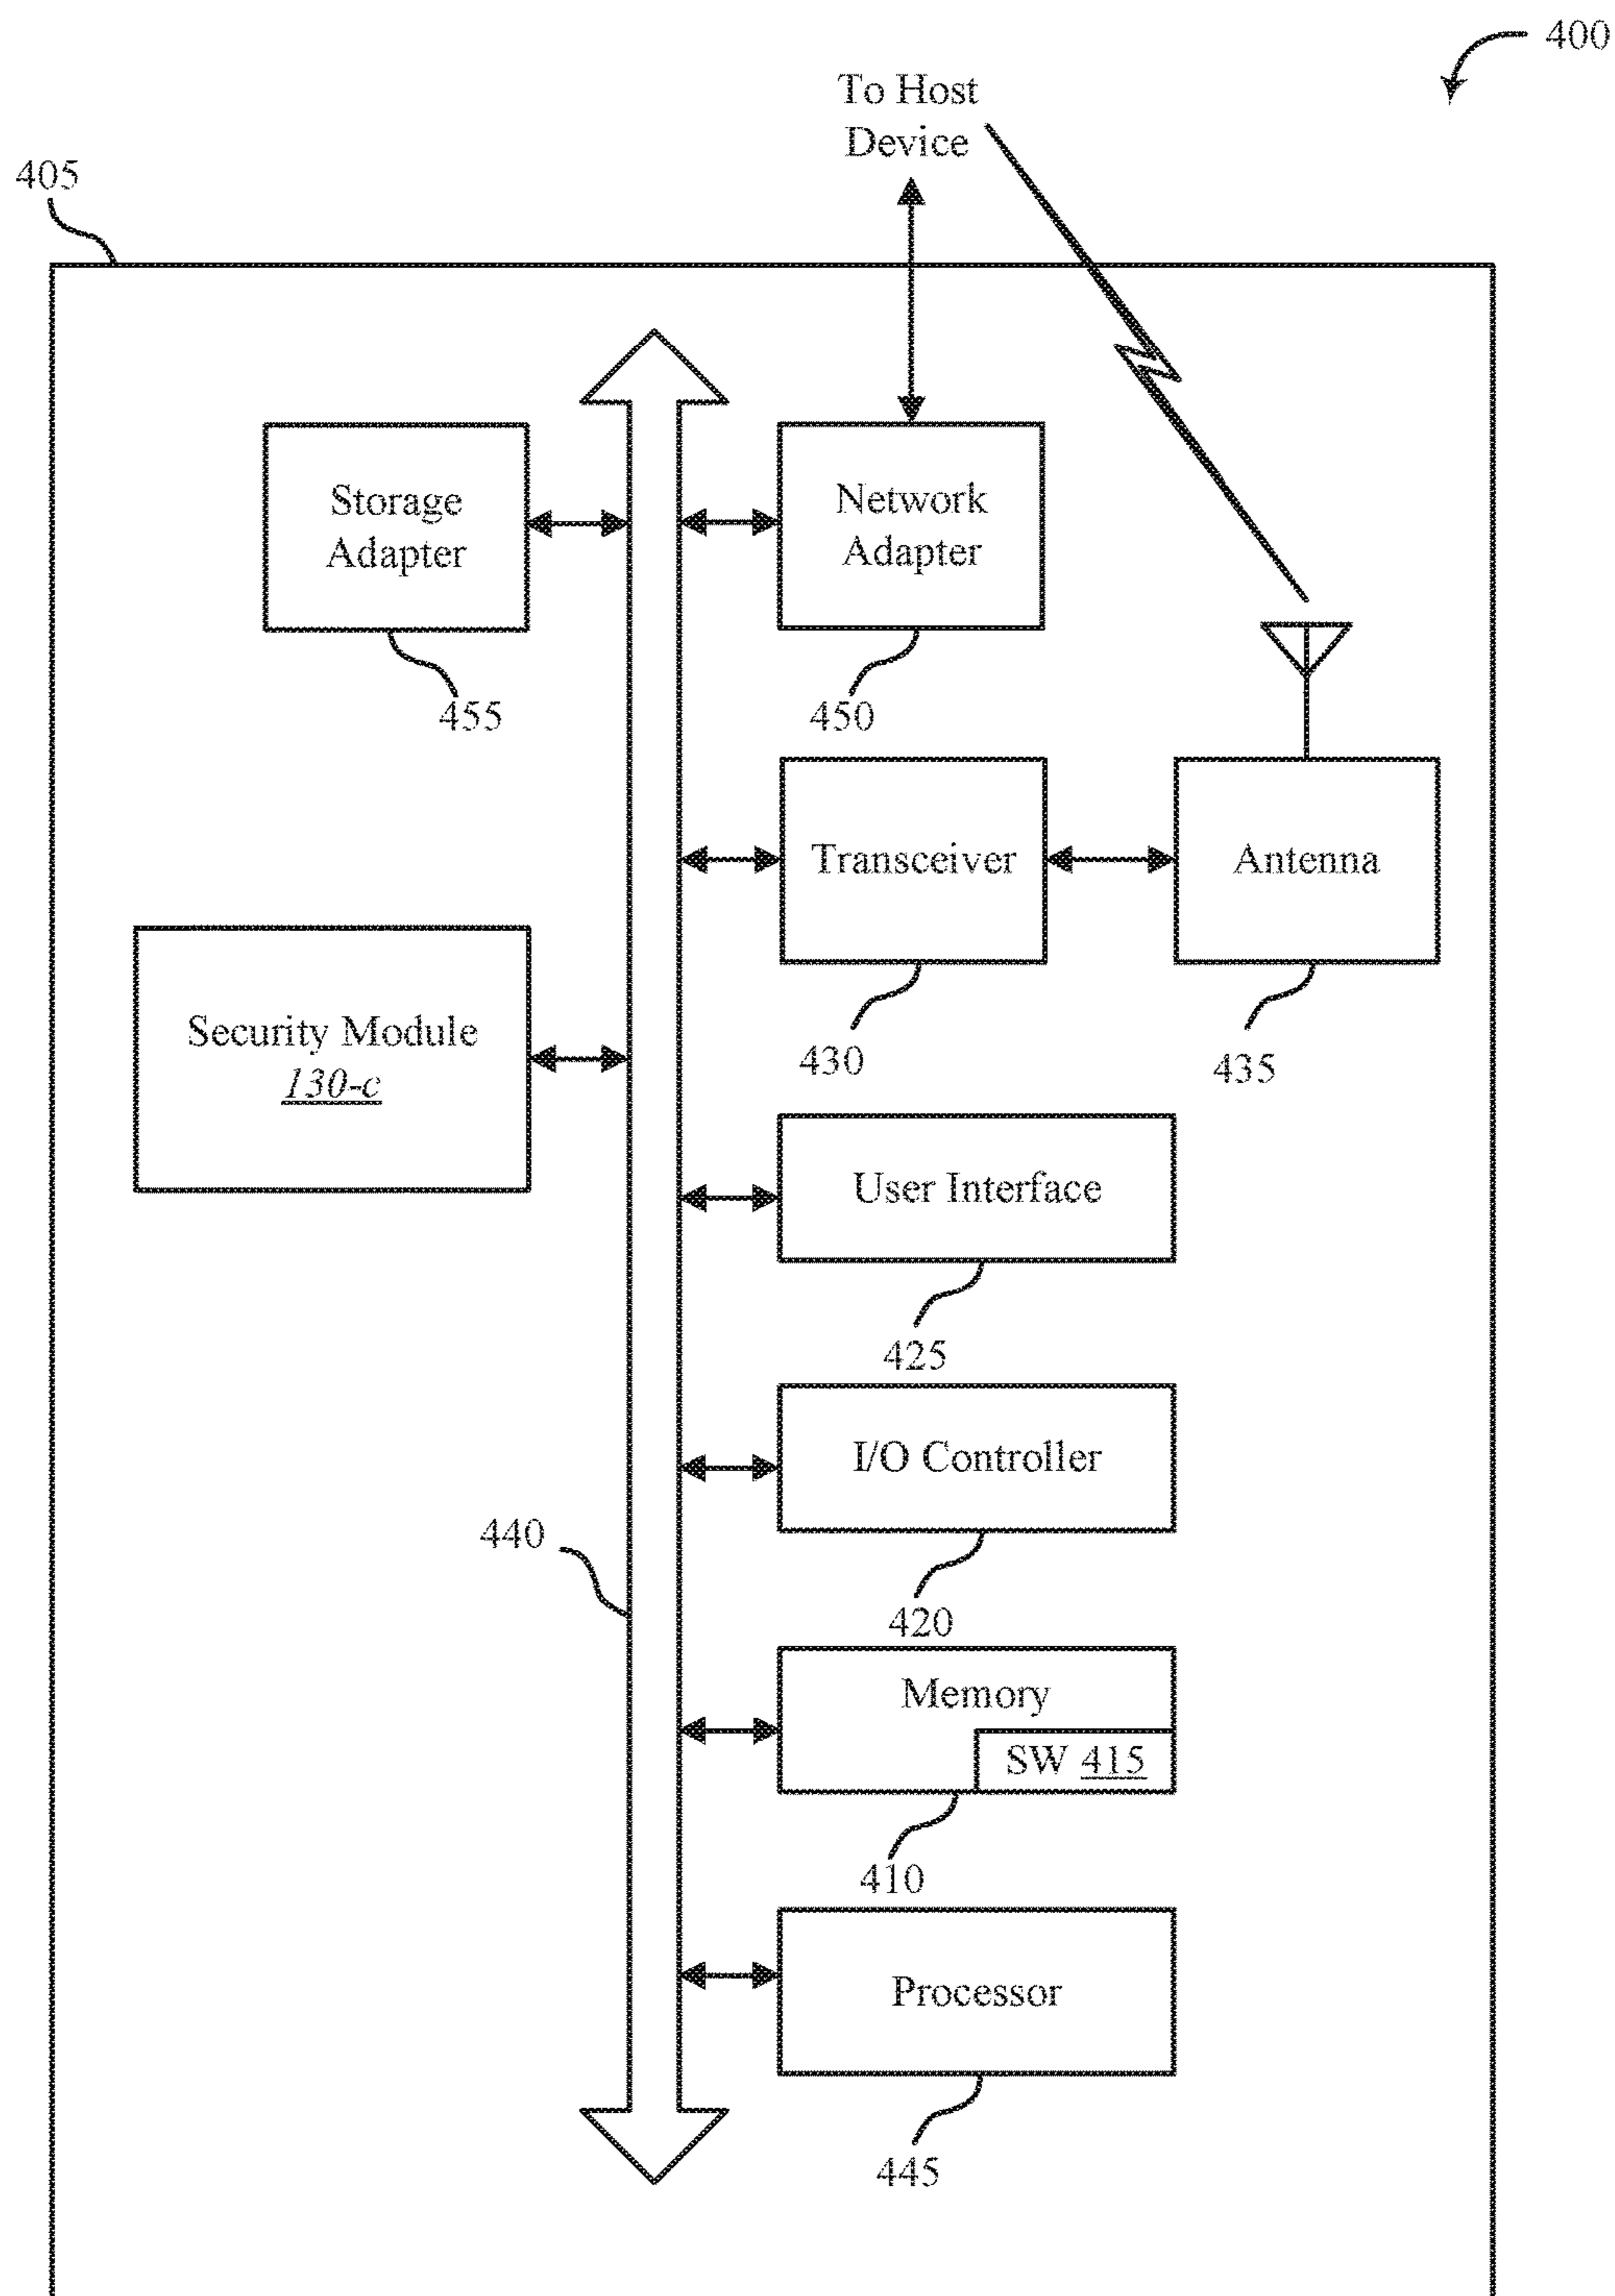 400
To Host
Device
405
Storage
Adapter
455
Network
Adapter
450
Transceiver
430
Antenna
435
Security Module
130-c
User Interface
425
I/O Controller
420
440
Memory
SW 415
410
Processor
445